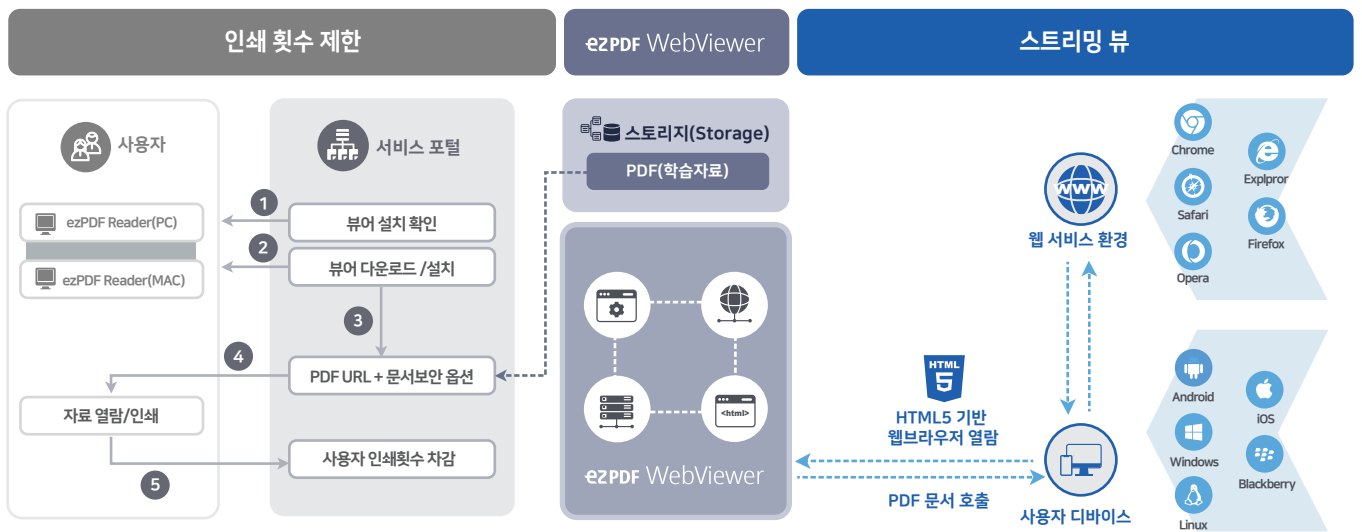 인쇄 횟수 제한
ezPDF WebViewer
스트리밍 뷰
사용자
서비스 포털
스토리지(Storage)
PDF(학습자료)
1
ezPDF Reader(PC)
뷰어 설치 확인
2
ezPDF Reader(MAC)
뷰어 다운로드 /설치
3
4
PDF URL + 문서보안 옵션
자료 열람/인쇄
사용자 인쇄횟수 차감
5
<html>
ezPDF WebViewer
www
웹 서비스 환경
Chrome
Explpror
Safari
Firefox
Opera
HTML
5
HTML5 기반
웹브라우저 열람
PDF 문서 호출
사용자 디바이스
Android
iOS
Windows
Blackberry
Linux